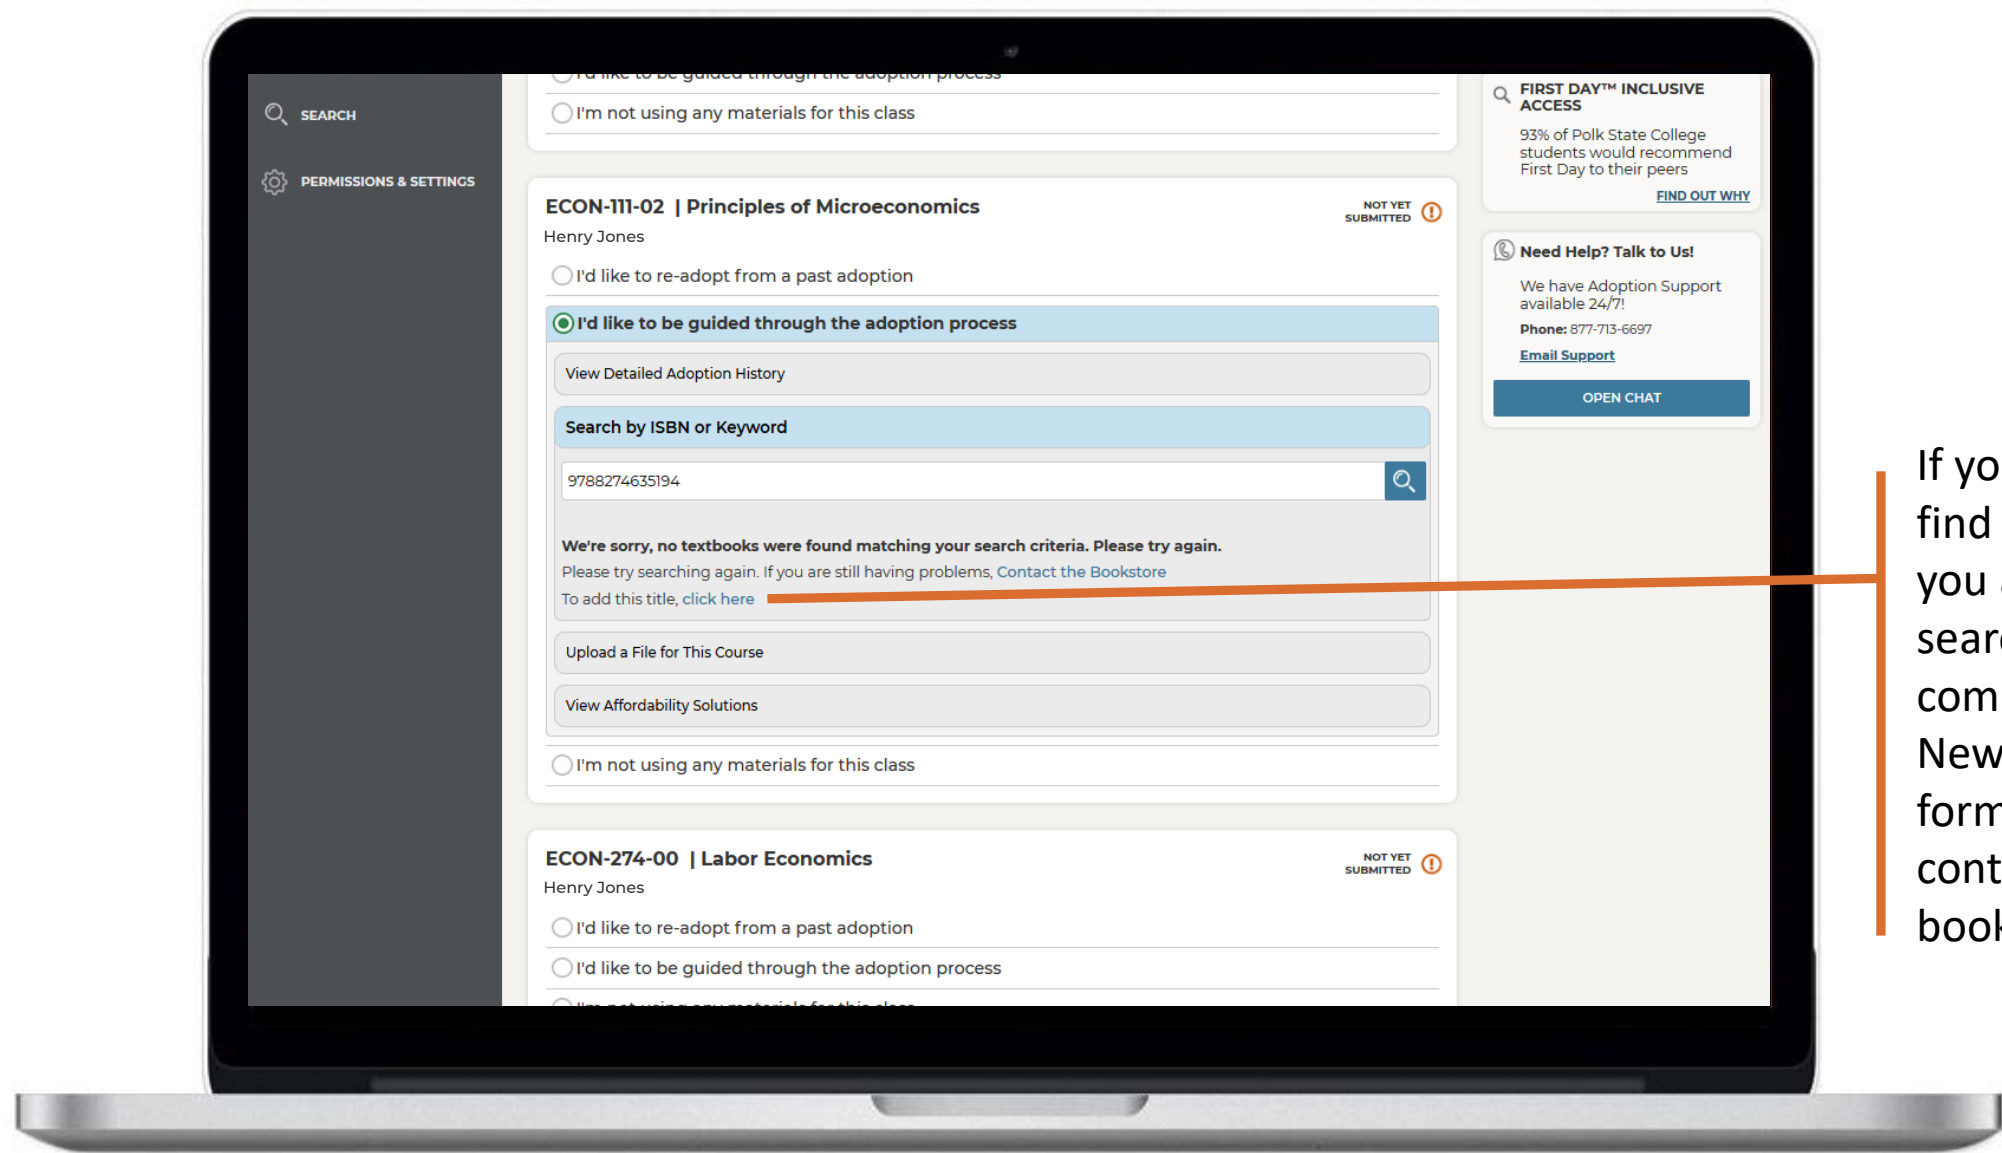 SEARCH
PERMISSIONS & SETTINGS
I'd like to be guided through the adoption process
I'm not using any materials for this class
ECON-111-02 | Principles of Microeconomics
NOT YET
SUBMITTED
Henry Jones
I'd like to re-adopt from a past adoption
I'd like to be guided through the adoption process
View Detailed Adoption History
Search by ISBN or Keyword
9788274635194
We're sorry, no textbooks were found matching your search criteria. Please try again.
Please try searching again. If you are still having problems, Contact the Bookstore
To add this title, click here
Upload a File for This Course
View Affordability Solutions
I'm not using any materials for this class
ECON-274-00 | Labor Economics
NOT YET
SUBMITTED
Henry Jones
I'd like to re-adopt from a past adoption
I'd like to be guided through the adoption process
I'm not using any materials for this class
FIRST DAY™ INCLUSIVE
ACCESS
93% of Polk State College
students would recommend
First Day to their peers
FIND OUT WHY
Need Help? Talk to Us!
We have Adoption Support
available 24/7!
Phone: 877-713-6697
Email Support
OPEN CHAT
If
find
you
New